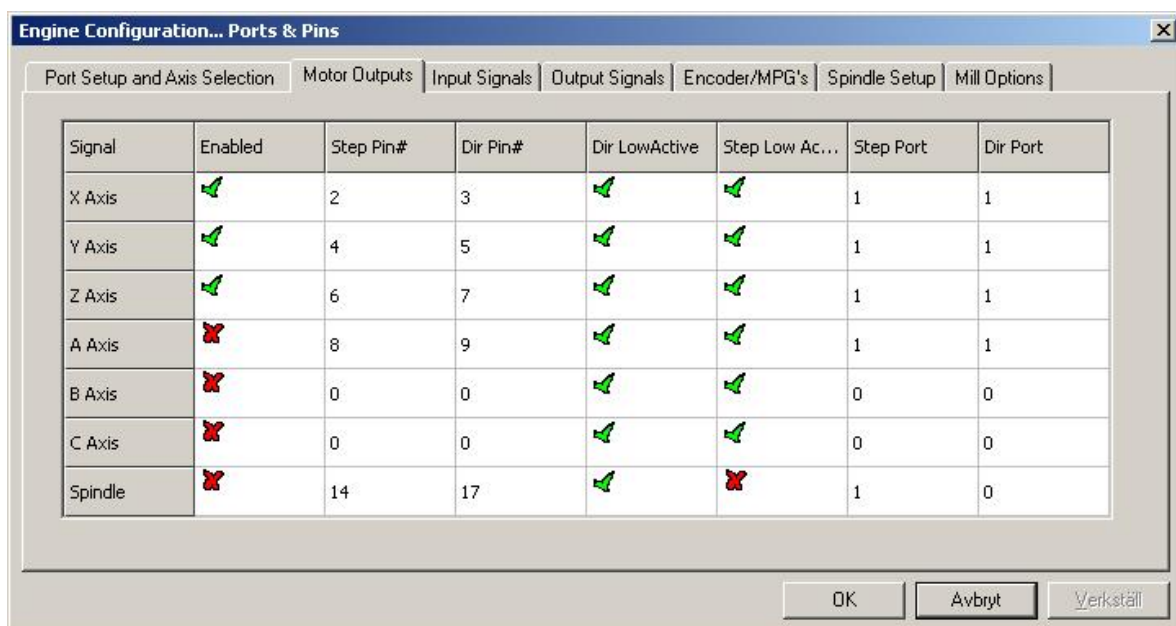 Engine Configuration... Ports & Pins
Port Setup and Axis Selection Motor Outputs Input Signals Output Signals Encoder/MPG's Spindle Setup Mill Options
Signal Enabled Step Pin# Dir Pin# Dir LowActive Step Low Ac... Step Port Dir Port
X Axis 2 3 1 1
Y Axis 4 5 1 1
Z Axis 6 7 1 1
A Axis 8 9 1 1
B Axis 0 0 0 0
C Axis 0 0 0 0
Spindle 14 17 1 0
OK Avbryt Verkställ